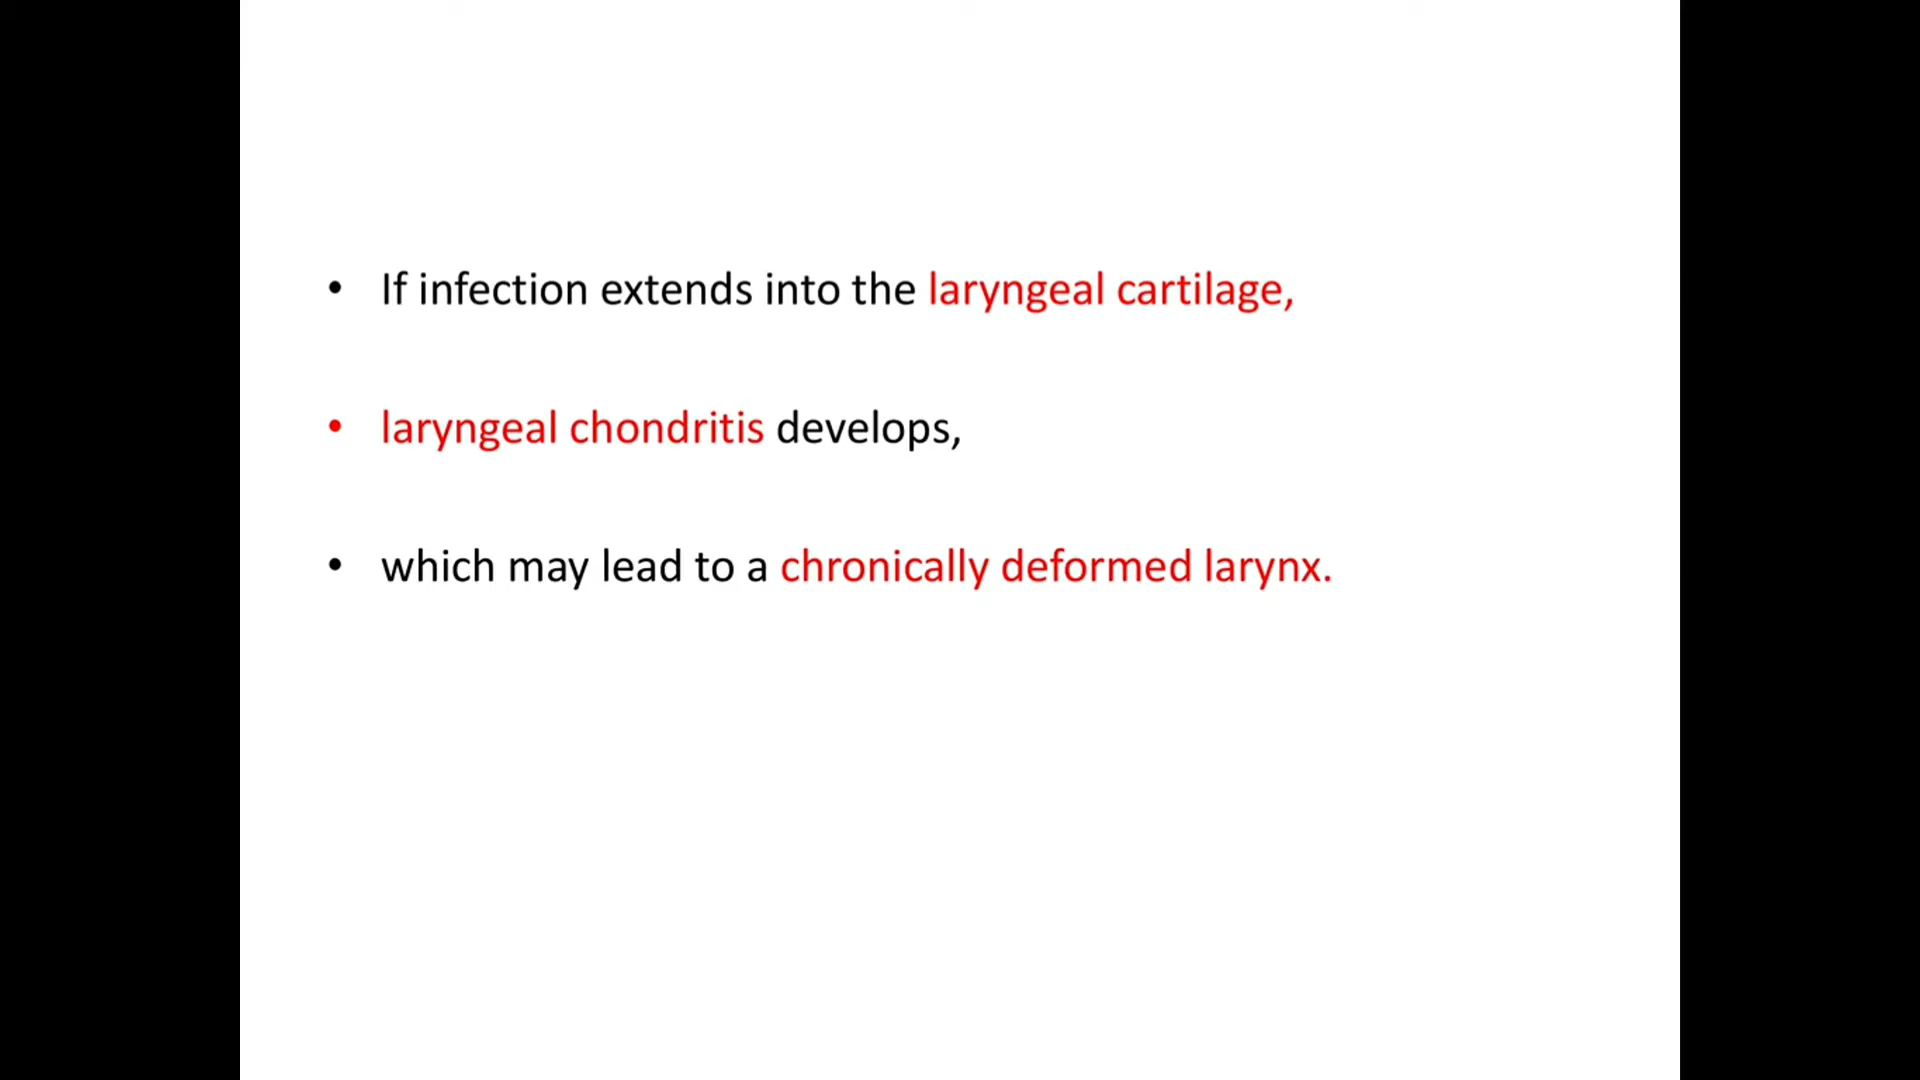 • If infection extends into the laryngeal cartilage,
• laryngeal chondritis develops,
• which may lead to a chronically deformed larynx.